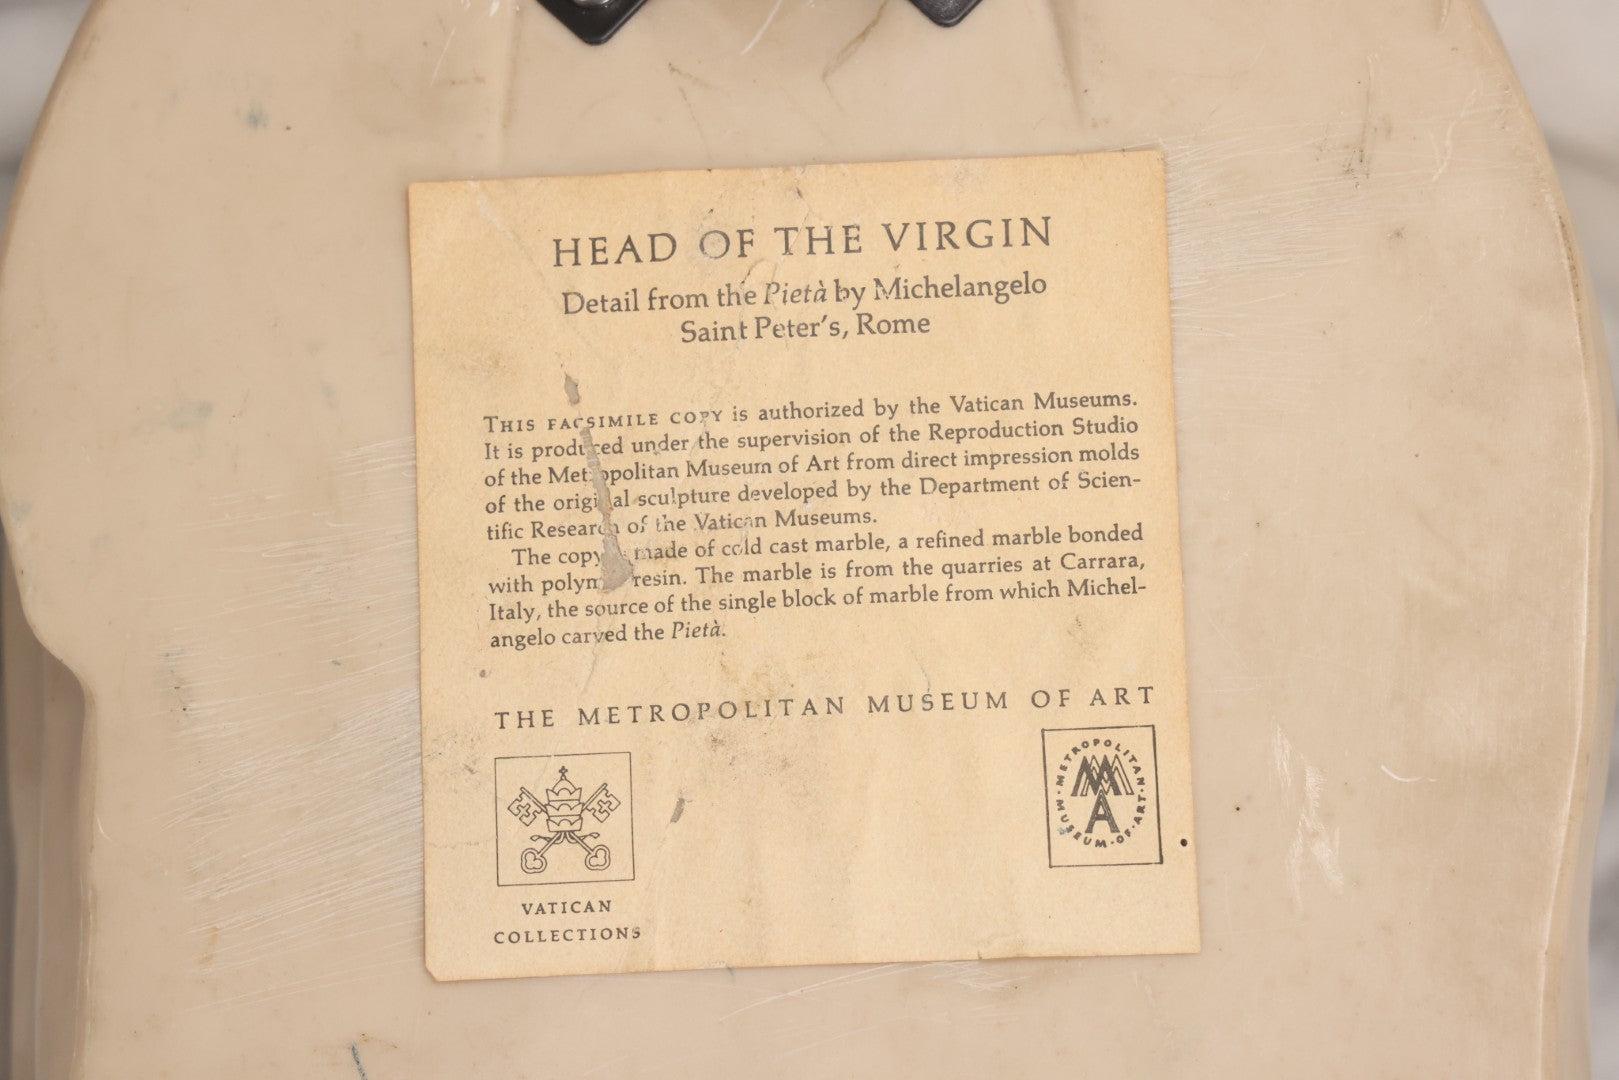 HEAD OF THE VIRGIN
Detail from the Pietà by Michelangelo
Saint Peter's, Rome
THIS FACSIMILE COPY is authorized by the Vatican Museums.
It is produced under the supervision of the Reproduction Studio
of the Metropolitan Museum of Art from direct impression molds
of the original sculpture developed by the Department of Scien-
tific Research of the Vatican Museums.
The copy made of cold cast marble, a refined marble bonded
with polym resin. The marble is from the quarries at Carrara,
Italy, the source of the single block of marble from which Michel-
angelo carved the Pietà.
THE METROPOLITAN MUSEUM OF ART
VATICAN
COLLECTIONS
METROPOLITAN
MMA
MUSEUM·OF·ART